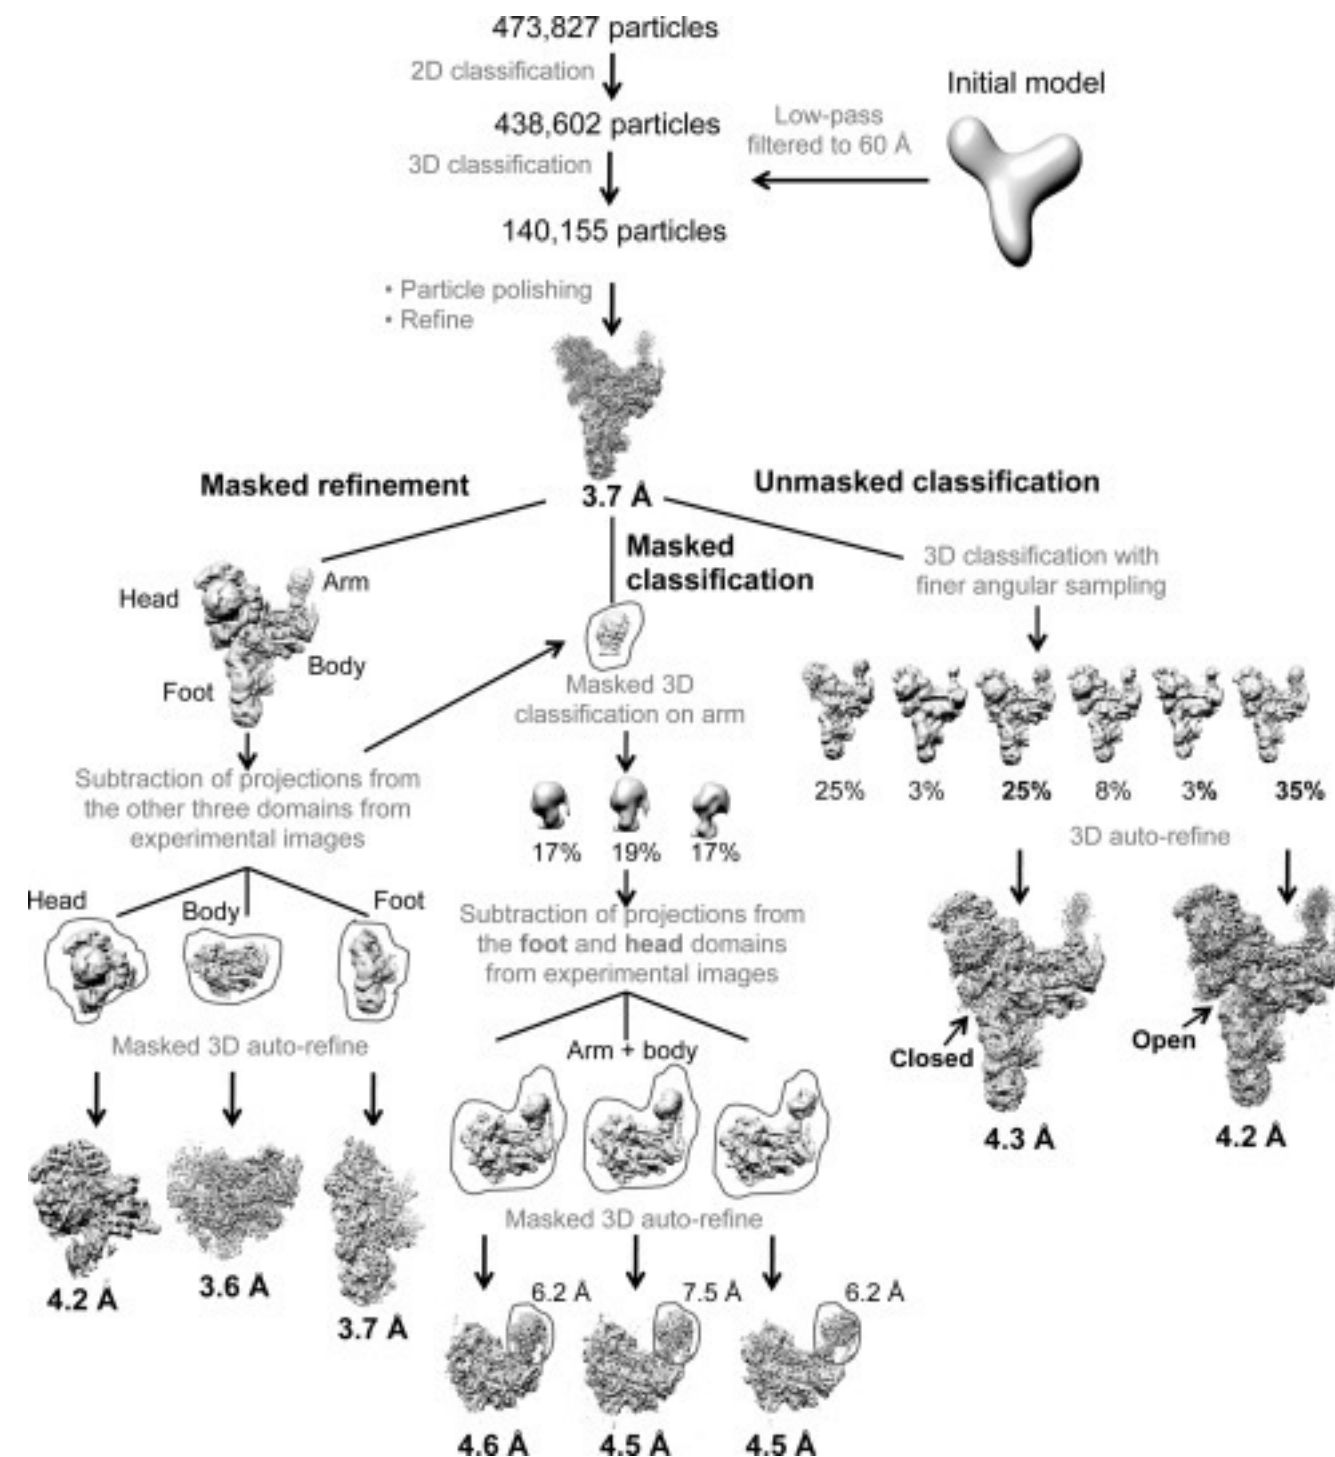 473,827 particles
2D classification
438,602 particles
Initial model
Low-pass
filtered to 60 Å
3D classification
140,155 particles
• Particle polishing
• Refine
3.7 Å
Masked refinement
Head
Arm
Body
Foot
Subtraction of projections from
the other three domains from
experimental images
Head
Body
Foot
Masked 3D auto-refine
4.2 Å
3.6 Å
3.7 Å
Masked
classification
Masked 3D
classification on arm
17%
19%
17%
Subtraction of projections from
the foot and head domains
from experimental images
Arm + body
Masked 3D auto-refine
6.2 Å
7.5 Å
6.2 Å
4.6 Å
4.5 Å
4.5 Å
Unmasked classification
3D classification with
finer angular sampling
25%
3%
25%
8%
3%
35%
3D auto-refine
Closed
Open
4.3 Å
4.2 Å